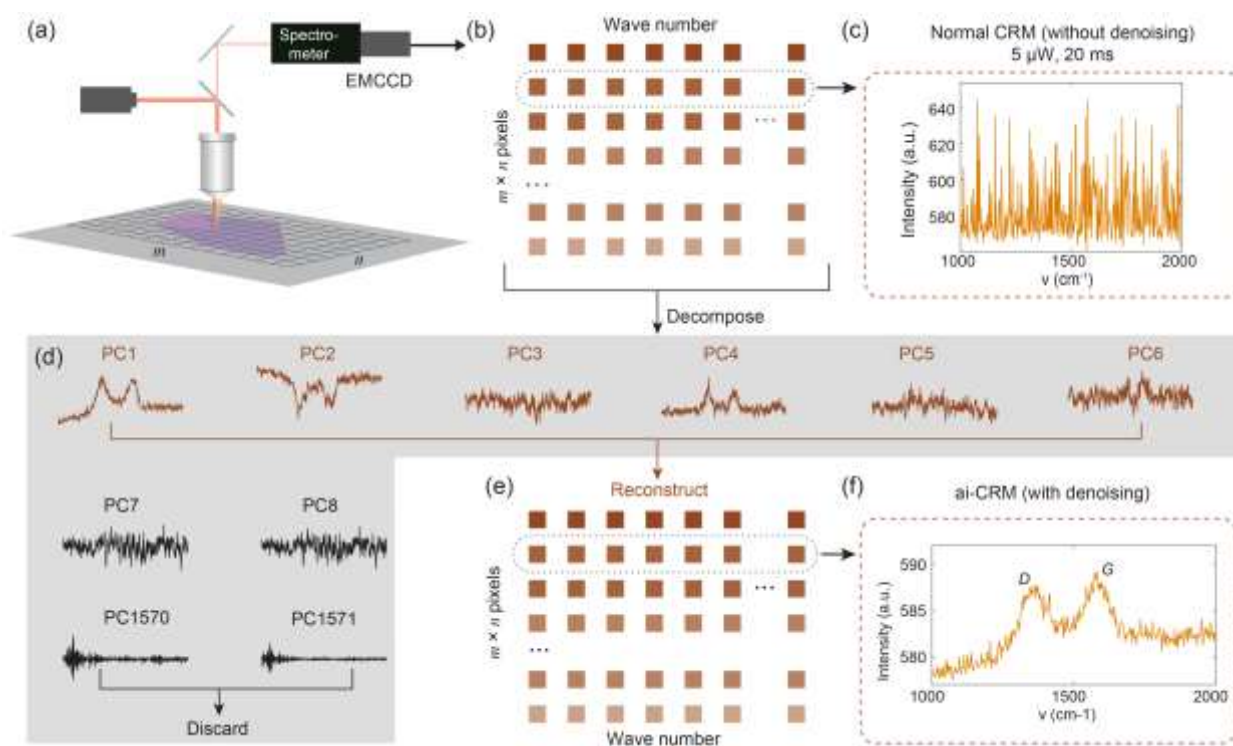 (a)
Spectro-
meter
EMCCD
m
n
(b)
Wave number
m × n pixels
...
...
(c)
Normal CRM (without denoising)
5 µW, 20 ms
Intensity (a.u.)
640
620
600
580
1000
1500
2000
ν (cm⁻¹)
Decompose
(d)
PC1
PC2
PC3
PC4
PC5
PC6
PC7
PC8
PC1570
PC1571
Discard
Reconstruct
(e)
m × n pixels
...
...
Wave number
(f)
ai-CRM (with denoising)
Intensity (a.u.)
590
585
580
D
G
1000
1500
2000
ν (cm-1)